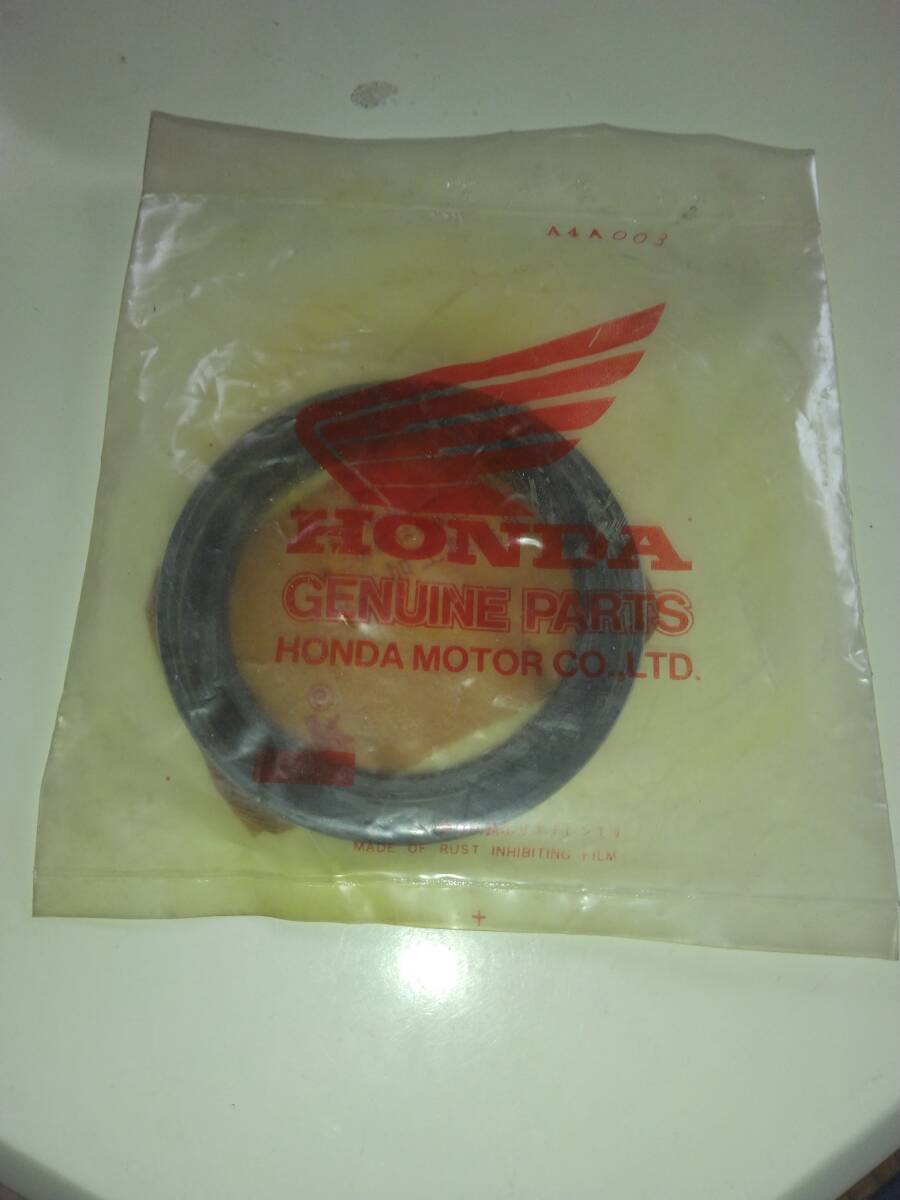 A4A003
HONDA
GENUINE PARTS
HONDA MOTOR CO.,LTD.
MADE OF RUST INHIBITING FILM